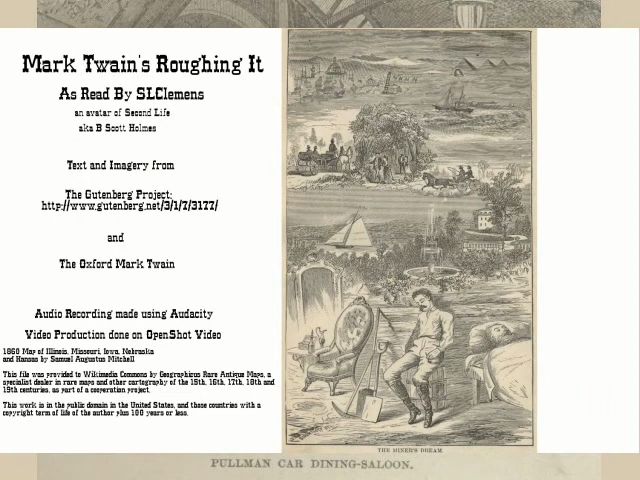 Mark Twain's Roughing It
As Read By SLClemens
an avatar of Second Life
aka B Scott Holmes
Text and Imagery from
The Gutenberg Project:
http://www.gutenberg.net/3/1/7/3177/
and
The Oxford Mark Twain
Audio Recording made using Audacity
Video Production done on OpenShot Video
1860 Map of Illinois, Missouri, Iowa, Nebraska
and Kansas by Samuel Augustus Mitchell
This file was provided to Wikimedia Commons by Geographicus Rare Antique Maps, a
specialist dealer in rare maps and other cartography of the 15th, 16th, 17th, 18th and
19th centuries, as part of a cooperation project.
This work is in the public domain in the United States, and those countries with a
copyright term of life of the author plus 100 years or less.
THE MINER'S DREAM.
PULLMAN CAR DINING-SALOON.